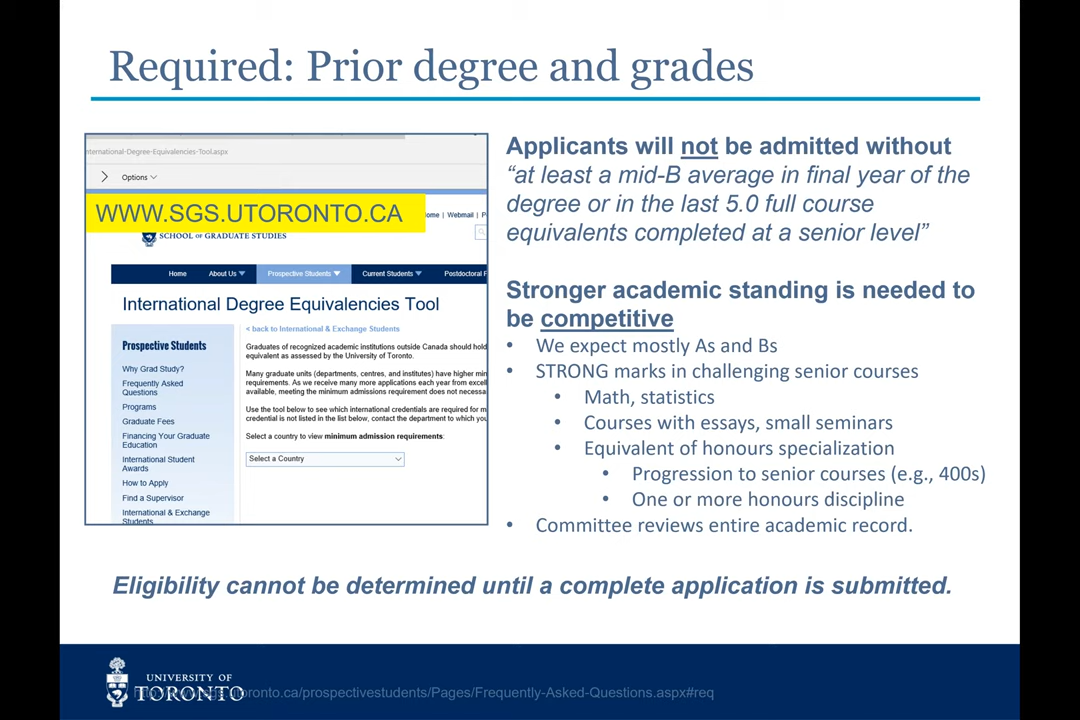 Required: Prior degree and grades
nternational-Degree-Equivalencies-Tool.aspx
Options
WWW.SGS.UTORONTO.CA
Webmail
SCHOOL OF GRADUATE STUDIES
Home About Us Prospective Students Current Students Postdoctoral
International Degree Equivalencies Tool
Prospective Students
Why Grad Study?
Frequently Asked
Questions
Programs
Graduate Fees
Financing Your Graduate
Education
International Student
Awards
How to Apply
Find a Supervisor
International & Exchange
Students
< back to International & Exchange Students
Graduates of recognized academic institutions outside Canada should hold
equivalent as assessed by the University of Toronto.
Many graduate units (departments, centres, and institutes) have higher min
requirements. As we receive many more applications each year from excell
available, meeting the minimum admissions requirement does not necessa
Use the tool below to see which international credentials are required for m
credential is not listed in the list below, contact the department to which you
Select a country to view minimum admission requirements:
Select a Country
Applicants will not be admitted without
“at least a mid-B average in final year of the
degree or in the last 5.0 full course
equivalents completed at a senior level”
Stronger academic standing is needed to
be competitive
• We expect mostly As and Bs
• STRONG marks in challenging senior courses
• Math, statistics
• Courses with essays, small seminars
• Equivalent of honours specialization
• Progression to senior courses (e.g., 400s)
• One or more honours discipline
• Committee reviews entire academic record.
Eligibility cannot be determined until a complete application is submitted.
UNIVERSITY OF
TORONTO
http://www.sgs.utoronto.ca/prospectivestudents/Pages/Frequently-Asked-Questions.aspx#req